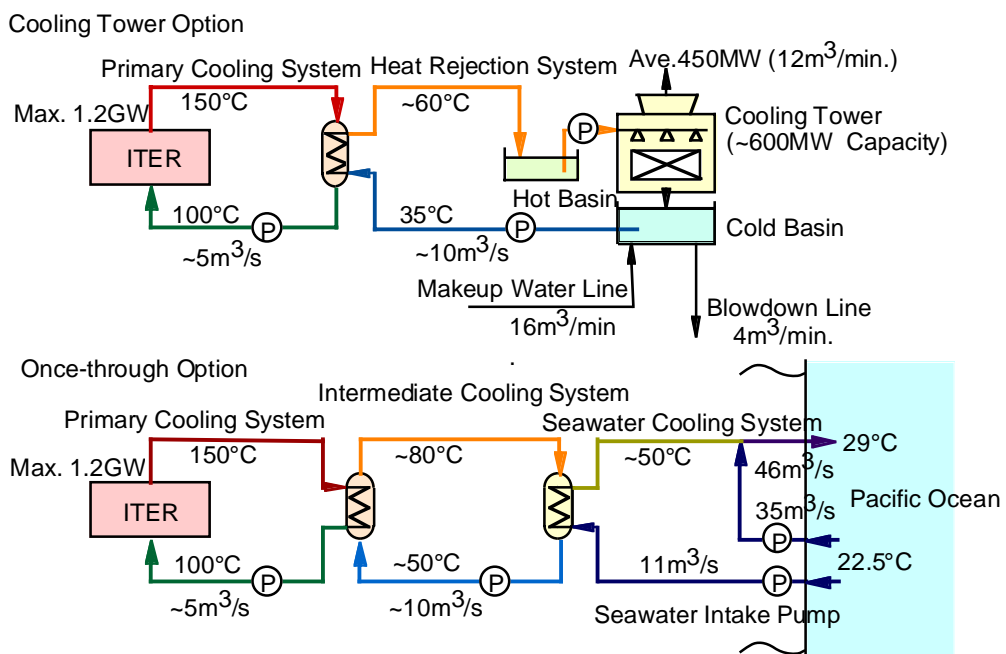 Cooling Tower Option
Ave.450MW (12m³/min.)
Primary Cooling System
Heat Rejection System
Max. 1.2GW
150°C
~60°C
P
Cooling Tower
(~600MW Capacity)
ITER
Hot Basin
100°C
P
35°C
P
Cold Basin
~5m³/s
~10m³/s
Makeup Water Line
16m³/min
Blowdown Line
4m³/min.
Once-through Option
Intermediate Cooling System
Primary Cooling System
Seawater Cooling System
Max. 1.2GW
150°C
~80°C
~50°C
29°C
46m³/s
ITER
35m³/s
Pacific Ocean
P
100°C
P
~50°C
P
11m³/s
P
22.5°C
~5m³/s
~10m³/s
Seawater Intake Pump